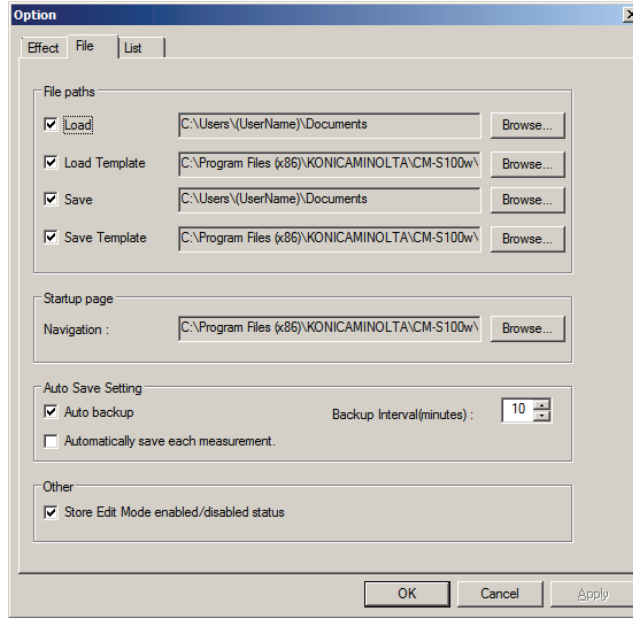 Option
Effect File List
File paths
Load C:\Users\(UserName)\Documents Browse...
Load Template C:\Program Files (x86)\KONICAMINOLTA\CM-S100w\ Browse...
Save C:\Users\(UserName)\Documents Browse...
Save Template C:\Program Files (x86)\KONICAMINOLTA\CM-S100w\ Browse...
Startup page
Navigation : C:\Program Files (x86)\KONICAMINOLTA\CM-S100w\ Browse...
Auto Save Setting
Auto backup Backup Interval(minutes) : 10
Automatically save each measurement.
Other
Store Edit Mode enabled/disabled status
OK Cancel Apply